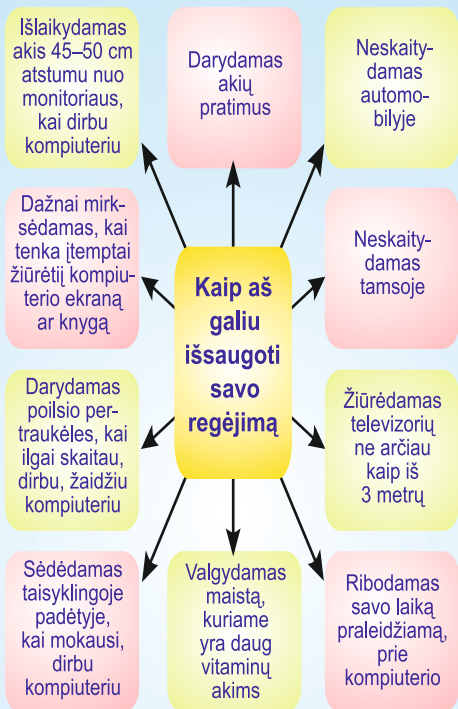 Išlaikydamas
akis 45–50 cm
atstumu nuo
monitoriaus,
kai dirbu
kompiuteriu
Darydamas
akių
pratimus
Neskaity-
damas
automo-
bilyje
Dažnai mirk-
sėdamas, kai
tenka įtemptai
žiūrėtį kompiu-
terio ekraną
ar knygą
Kaip aš
galiu
išsaugoti
savo
regėjimą
Neskaity-
damas
tamsoje
Darydamas
poilsio per-
traukėles, kai
ilgai skaitau,
dirbu, žaidžiu
kompiuteriu
Žiūrėdamas
televizorių
ne arčiau
kaip iš
3 metrų
Sėdėdamas
taisyklingoje
padėtyje,
kai mokausi,
dirbu
kompiuteriu
Valgydamas
maistą,
kuriame
yra daug
vitaminų
akims
Ribodamas
savo laiką
praleidžiamą,
prie
kompiuterio